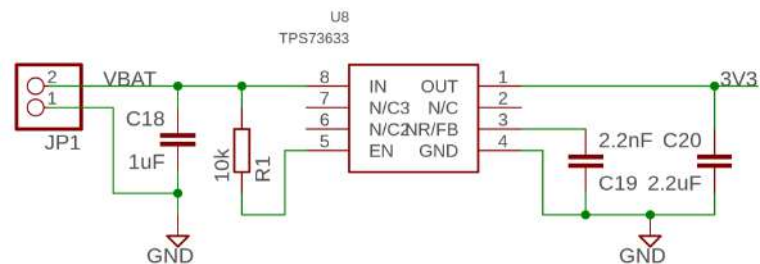 U8
TPS73633
2 VBAT 8 IN OUT 1 3V3
1 7 N/C3 N/C 2
JP1 C18 6 N/C2 NR/FB 3 2.2nF C20
1uF 10k R1 5 EN GND 4 C19 2.2uF
GND GND